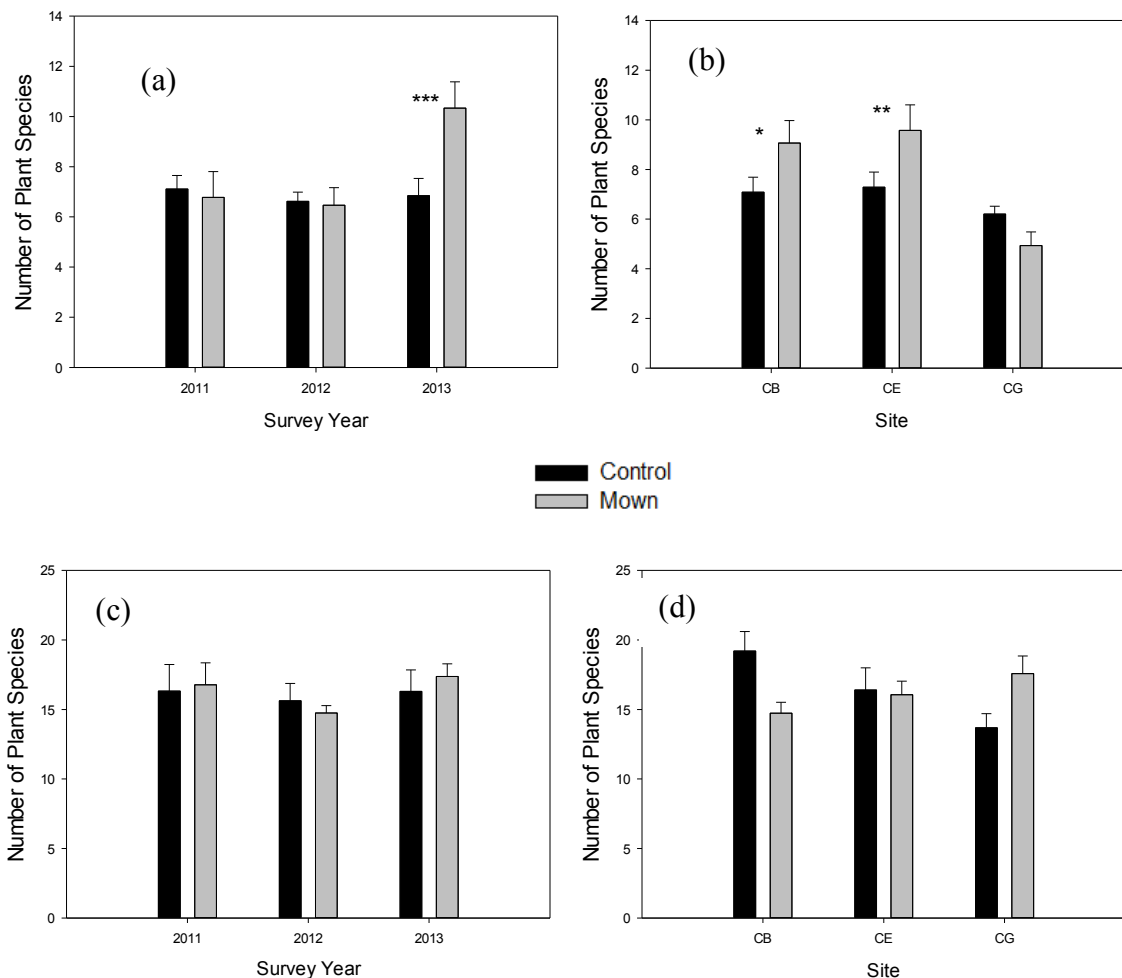 (a)
Number of Plant Species
14
12
10
8
6
4
2
0
***
2011 2012 2013
Survey Year
(b)
Number of Plant Species
14
12
10
8
6
4
2
0
*
**
CB CE CG
Site
Control
Mown
(c)
Number of Plant Species
25
20
15
10
5
0
2011 2012 2013
Survey Year
(d)
Number of Plant Species
25
20
15
10
5
0
CB CE CG
Site